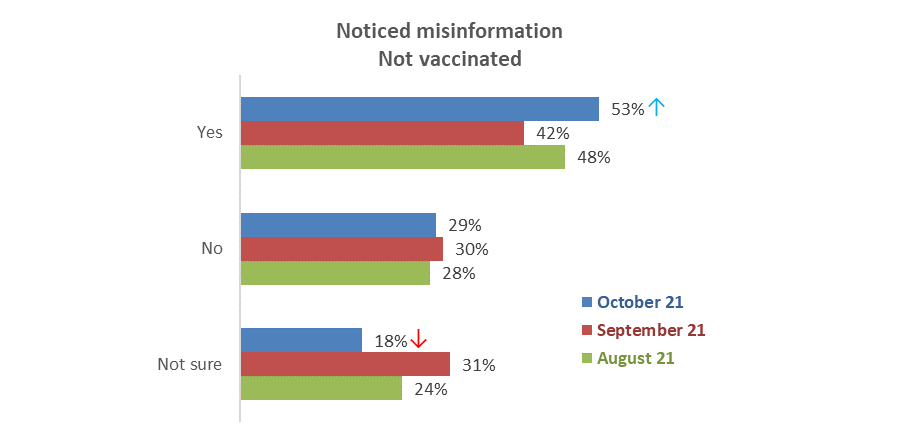 Noticed misinformation
Not vaccinated
Yes
53%
42%
48%
No
29%
30%
28%
Not sure
18%
31%
24%
October 21
September 21
August 21